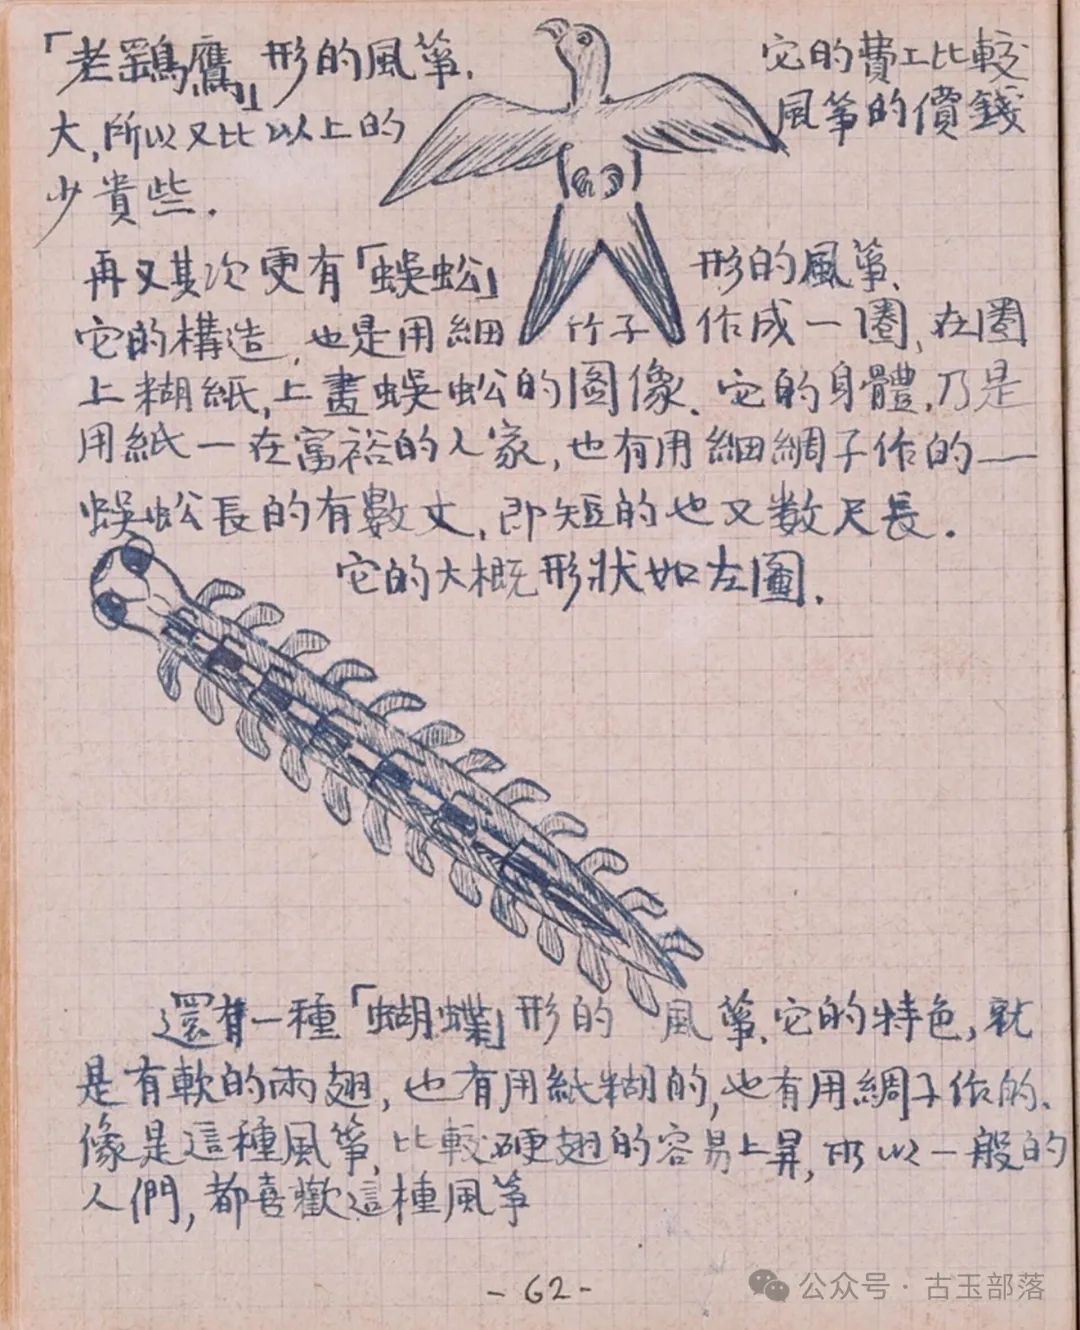 「老鷂鷹」形的風箏. 它的費工比較
大,所以又比以上的 風箏的價錢
少貴些.
再又其次更有「蜈蚣」形的風箏、
它的構造,也是用細竹子作成一圈,在圈
上糊紙,上畫蜈蚣的圖像、它的身體,乃是
用紙—在富裕的人家,也有用細綢子作的—
蜈蚣長的有數丈,即短的也又数尺長.
它的大概形狀如左圖.
還有一種「蝴蝶」形的 風箏.它的特色,就
是有軟的兩翅,也有用紙糊的,也有用綢子作的、
像是這種風箏,比較硬翅的容易上昇,所以一般的
人們,都喜歡這種風箏
-62-
公众号·古玉部落